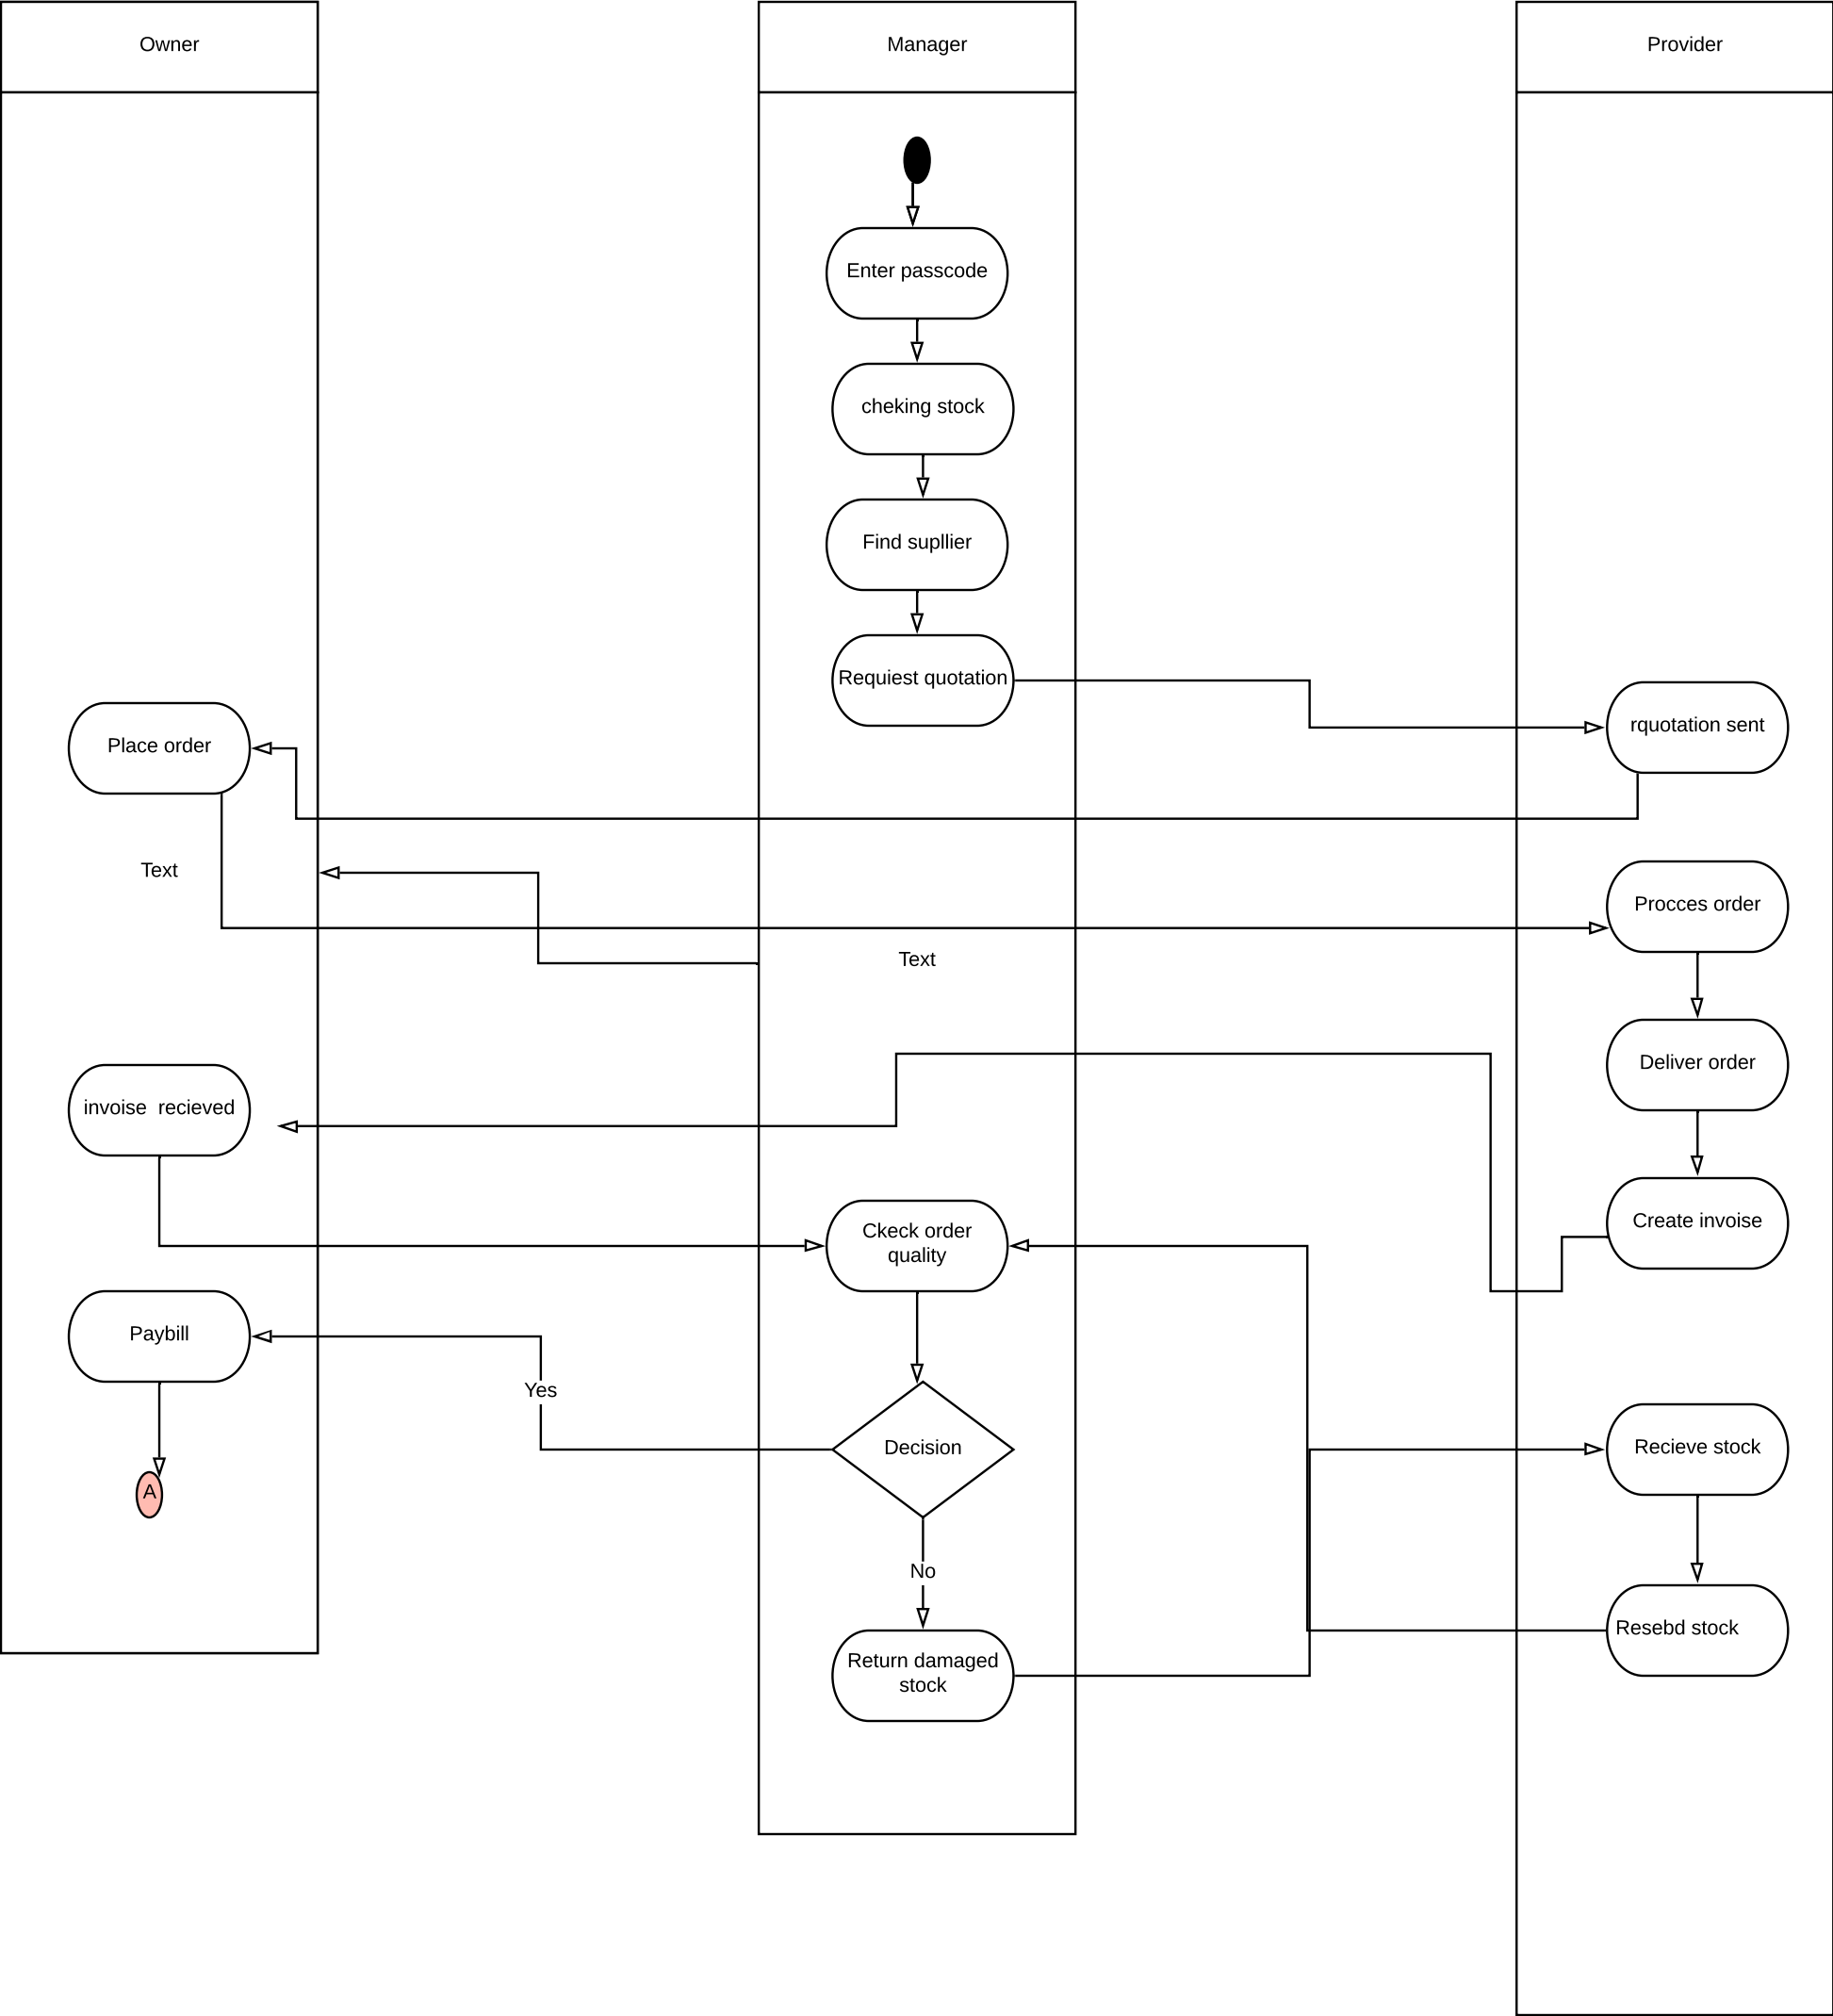 Owner
Manager
Provider
Enter passcode
cheking stock
Find supllier
Requiest quotation
rquotation sent
Place order
Text
Procces order
Text
Deliver order
invoise  recieved
Create invoise
Ckeck order
quality
Paybill
Yes
Decision
Recieve stock
A
No
Resebd stock
Return damaged
stock